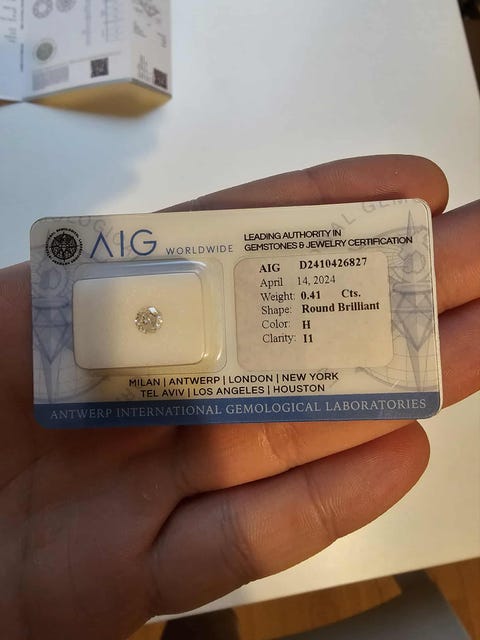 AIG WORLDWIDE
LEADING AUTHORITY IN
GEMSTONES & JEWELRY CERTIFICATION
AIG D2410426827
April 14, 2024
Weight: 0.41 Cts.
Shape: Round Brilliant
Color: H
Clarity: I1
MILAN | ANTWERP | LONDON | NEW YORK
TEL AVIV | LOS ANGELES | HOUSTON
ANTWERP INTERNATIONAL GEMOLOGICAL LABORATORIES